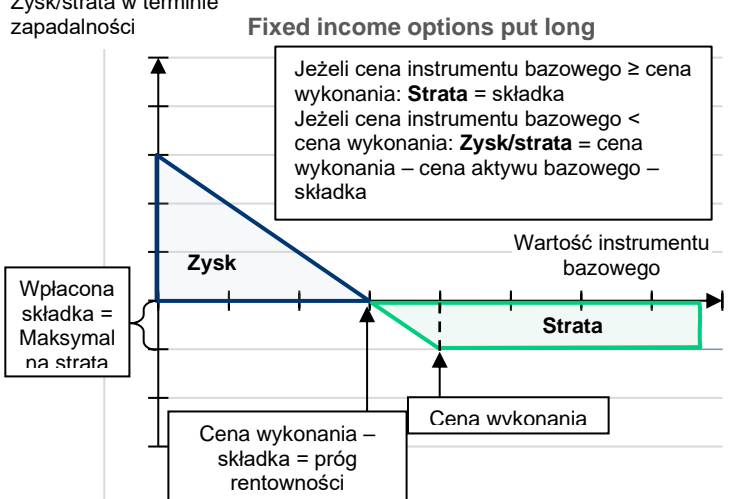 Zysk/strata w terminie
zapadalności
Fixed income options put long
Jeżeli cena instrumentu bazowego ≥ cena
wykonania: Strata = składka
Jeżeli cena instrumentu bazowego <
cena wykonania: Zysk/strata = cena
wykonania – cena aktywu bazowego –
składka
Wartość instrumentu
bazowego
Zysk
Wpłacona
składka =
Maksymal
na strata
Strata
Cena wykonania
Cena wykonania –
składka = próg
rentowności